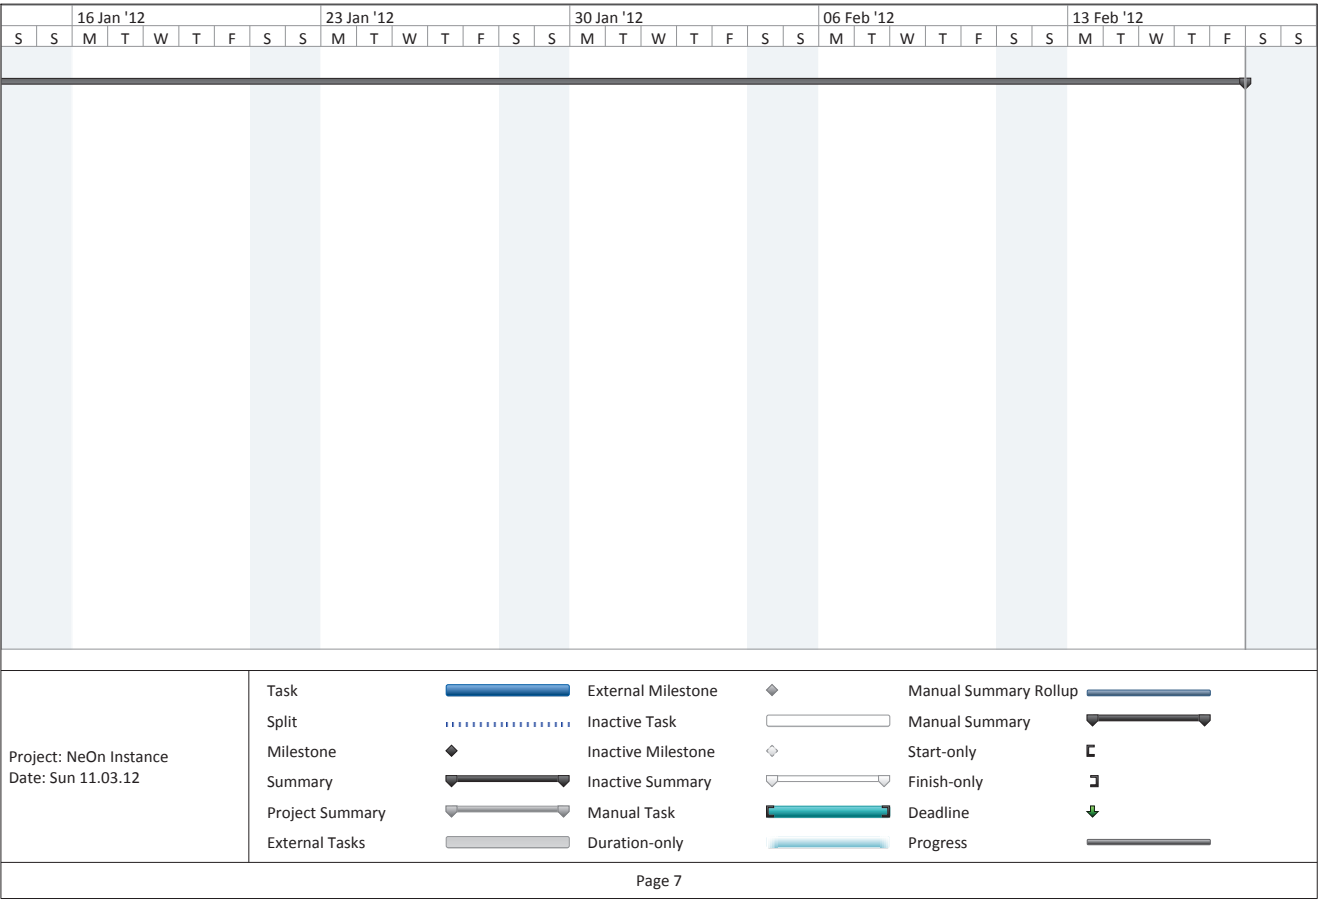 16 Jan '12 23 Jan '12 30 Jan '12 06 Feb '12 13 Feb '12
S S M T W T F S S M T W T F S S M T W T F S S M T W T F S S M T W T F S S
Task External Milestone Manual Summary Rollup
Split Inactive Task Manual Summary
Milestone Inactive Milestone Start-only
Summary Inactive Summary Finish-only
Project Summary Manual Task Deadline
External Tasks Duration-only Progress
Project: NeOn Instance
Date: Sun 11.03.12
Page 7